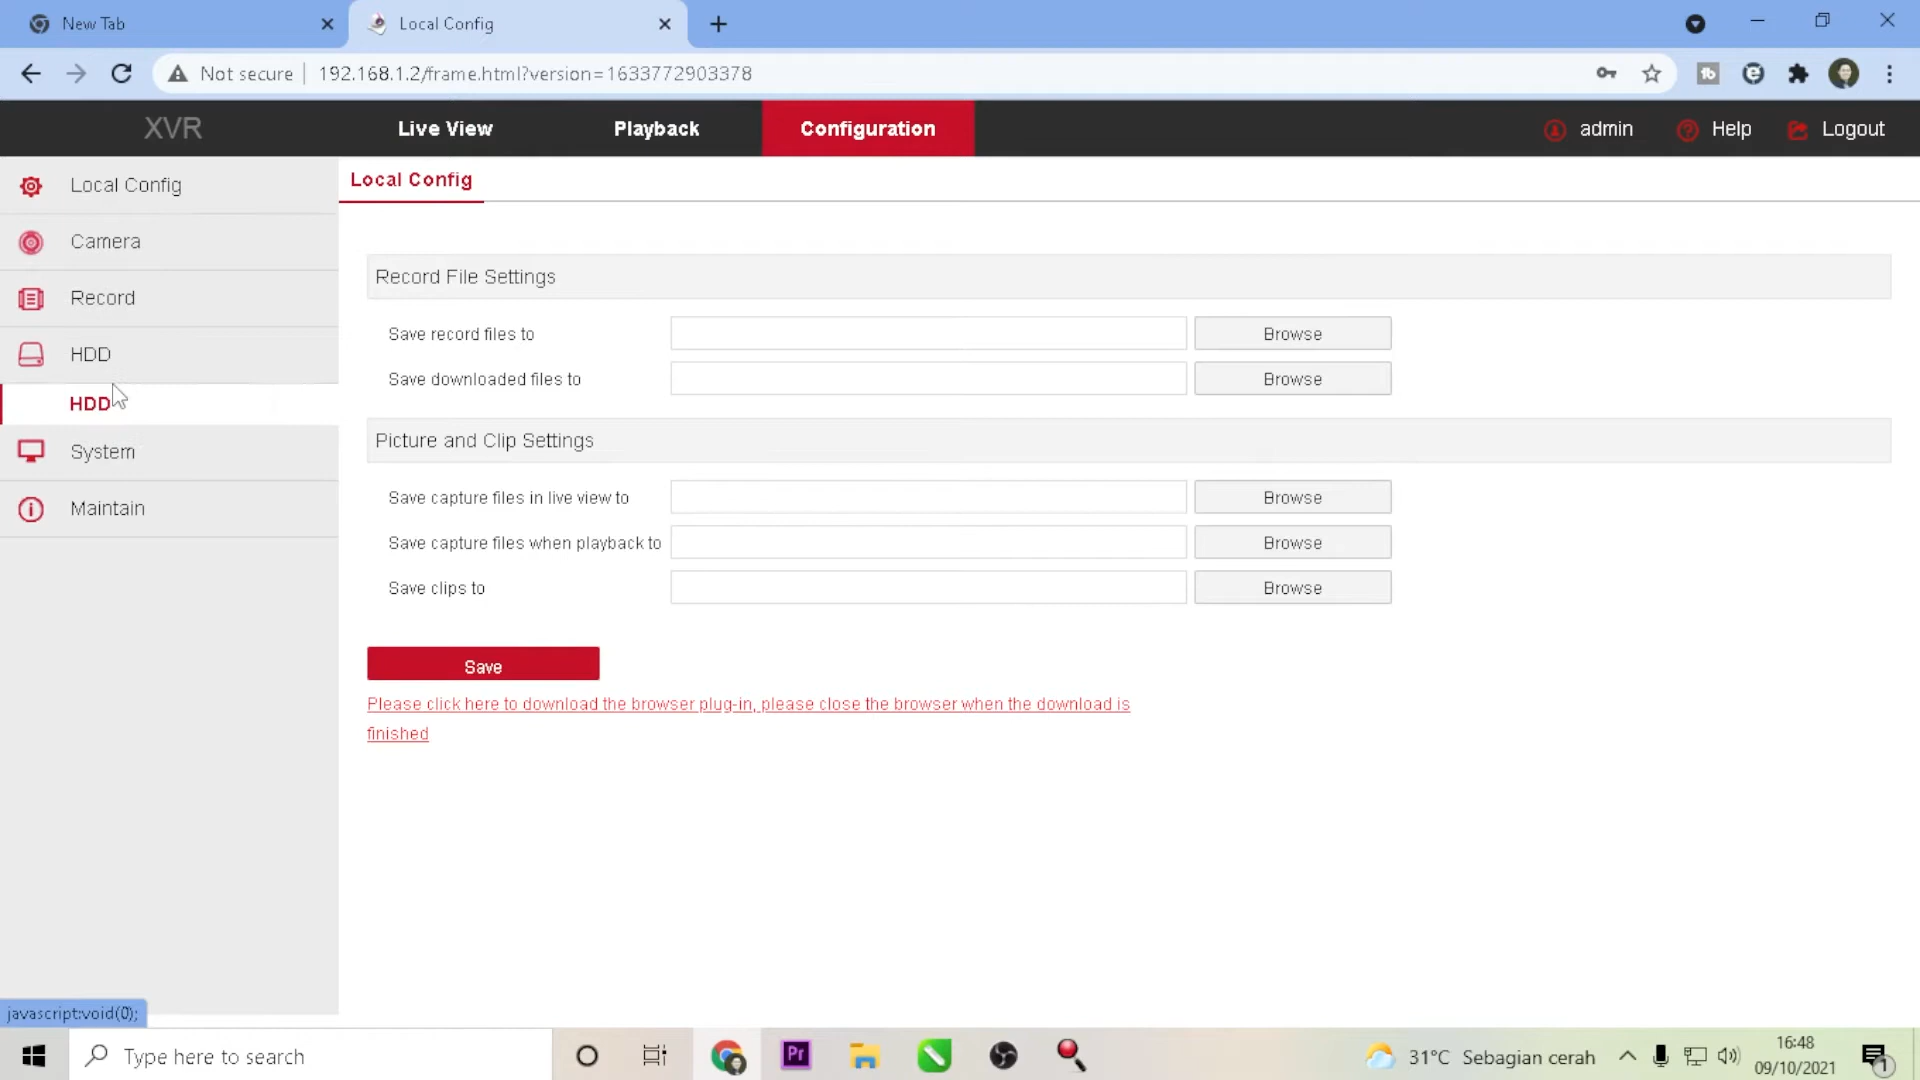 New Tab
Local Config
Not secure
192.168.1.2/frame.html?version=1633772903378
XVR
Live View
Playback
Configuration
admin
Help
Logout
Local Config
Camera
Record
HDD
HDD
System
Maintain
Local Config
Record File Settings
Save record files to
Browse
Save downloaded files to
Browse
Picture and Clip Settings
Save capture files in live view to
Browse
Save capture files when playback to
Browse
Save clips to
Browse
Save
Please click here to download the browser plug-in, please close the browser when the download is
finished
javascript:void(0);
Type here to search
Pr
31°C Sebagian cerah
16:48
09/10/2021
1